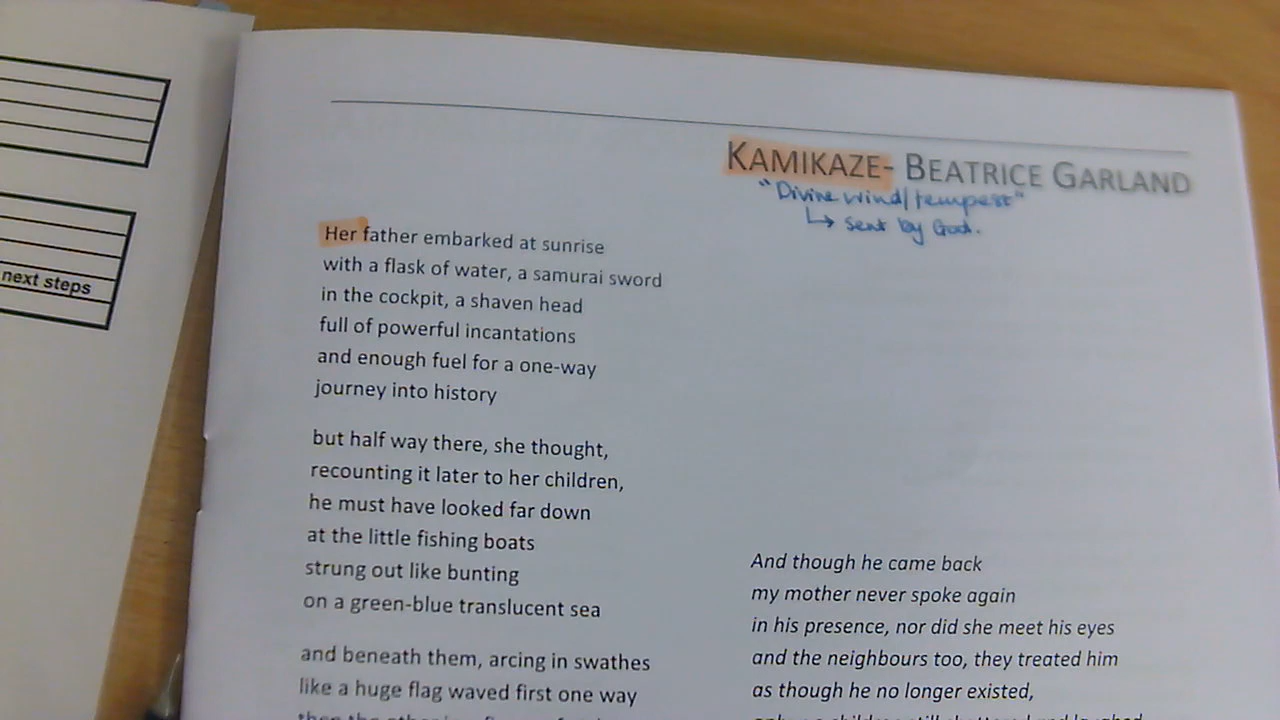 next steps
KAMIKAZE- BEATRICE GARLAND
"Divine wind/tempest"
↳ sent by God.
Her father embarked at sunrise
with a flask of water, a samurai sword
in the cockpit, a shaven head
full of powerful incantations
and enough fuel for a one-way
journey into history
but half way there, she thought,
recounting it later to her children,
he must have looked far down
at the little fishing boats
strung out like bunting
on a green-blue translucent sea
and beneath them, arcing in swathes
like a huge flag waved first one way
And though he came back
my mother never spoke again
in his presence, nor did she meet his eyes
and the neighbours too, they treated him
as though he no longer existed,